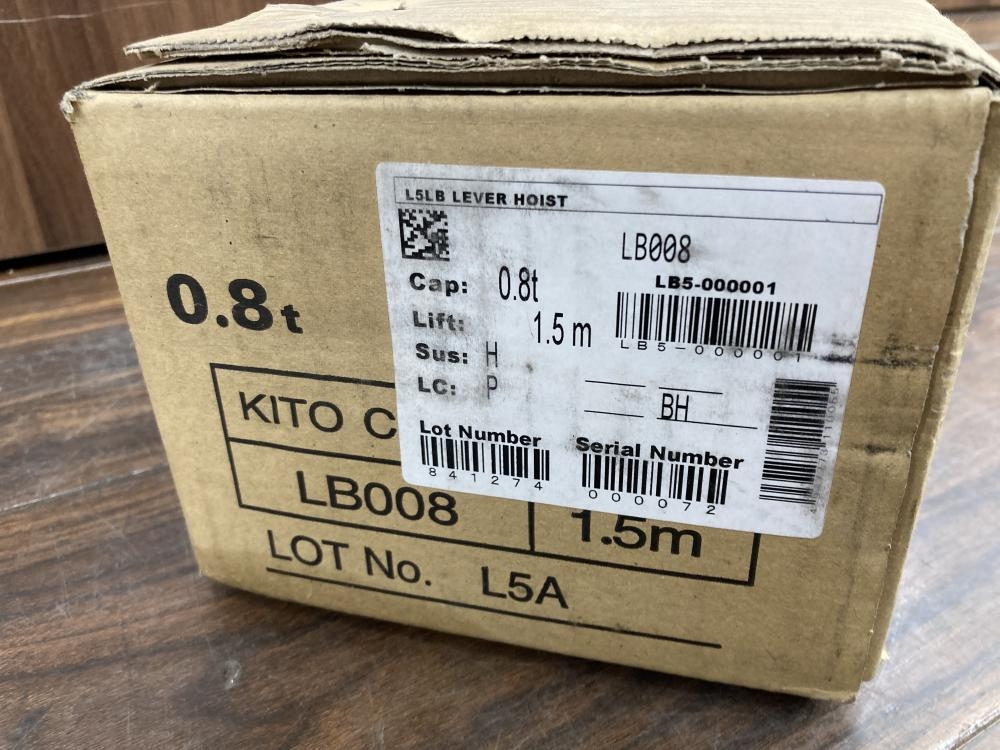 L5LB LEVER HOIST
LB008
Cap: 0.8t
LB5-000001
Lift: 1.5 m
LB5-000001
Sus: H
LC: P
BH
Lot Number
841274
Serial Number
000072
0.8t
KITO C
LB008
1.5m
LOT No. L5A